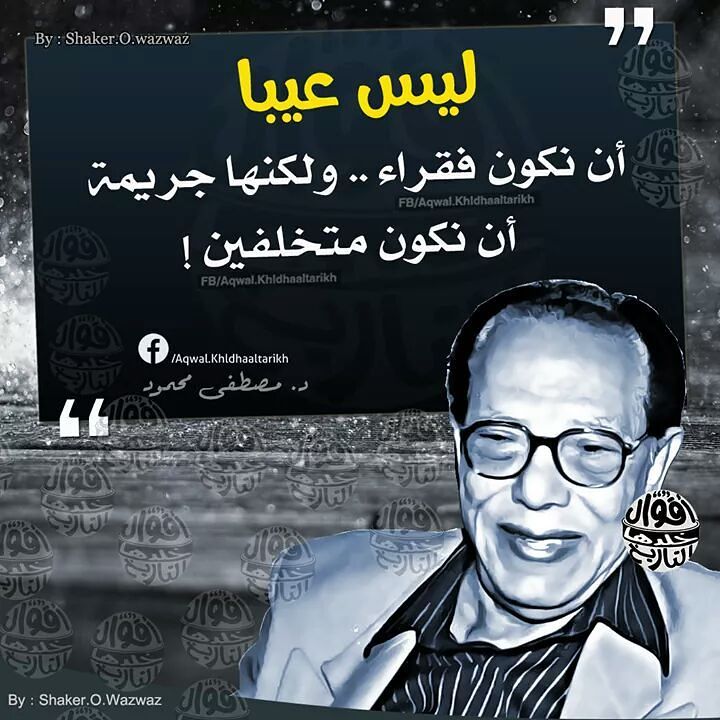 By : Shaker.O.wazwaz
”
ليس عيبا
أن نكون فقراء .. ولكنها جريمة
FB/Aqwal.Khldhaaltarikh
أن نكون متخلفين !
FB/Aqwal.Khldhaaltarikh
/Aqwal.Khldhaaltarikh
د. مصطفى محمود
“
أقوال
خلدها
التاريخ
By : Shaker.O.Wazwaz